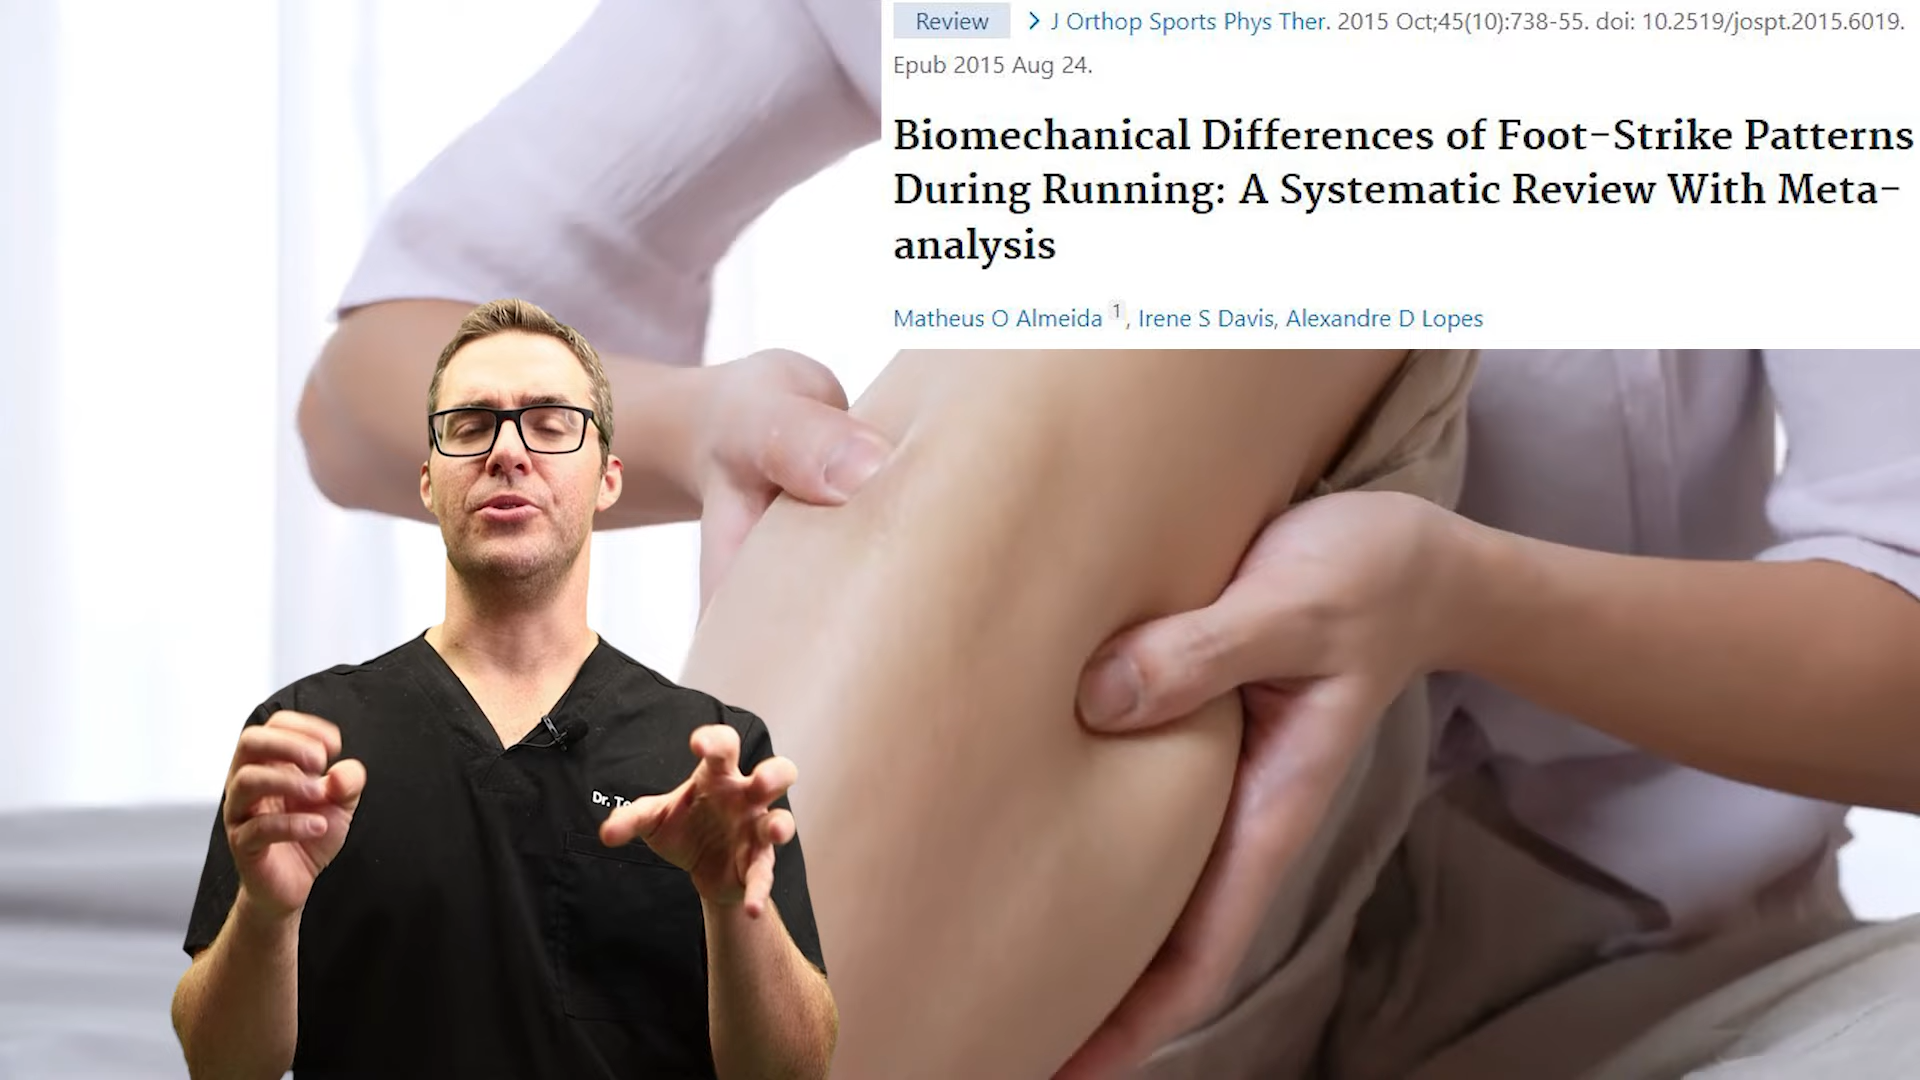 Review > J Orthop Sports Phys Ther. 2015 Oct;45(10):738-55. doi: 10.2519/jospt.2015.6019.
Epub 2015 Aug 24.
Biomechanical Differences of Foot-Strike Patterns
During Running: A Systematic Review With Meta-
analysis
Matheus O Almeida 1, Irene S Davis, Alexandre D Lopes
Dr.